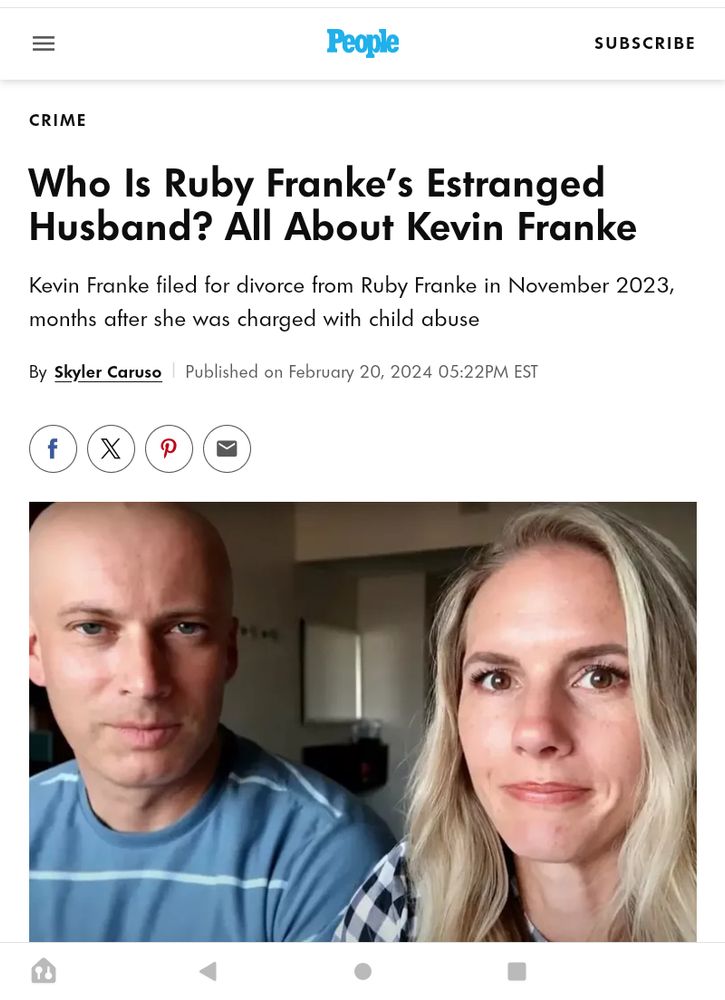 People
SUBSCRIBE
CRIME
Who Is Ruby Franke’s Estranged
Husband? All About Kevin Franke
Kevin Franke filed for divorce from Ruby Franke in November 2023,
months after she was charged with child abuse
By Skyler Caruso Published on February 20, 2024 05:22PM EST